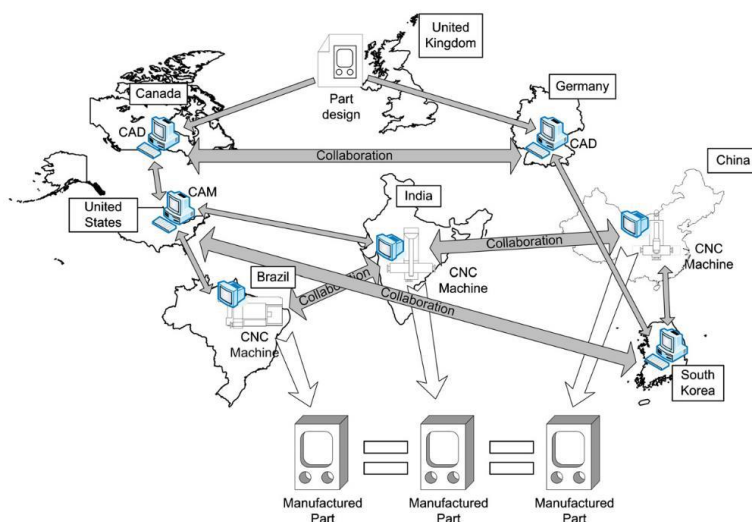 United
Kingdom
Part
design
Canada
CAD
Germany
CAD
Collaboration
China
CAM
United
States
India
Collaboration
CNC
Machine
CNC
Machine
Brazil
Collaboration
Collaboration
CNC
Machine
South
Korea
Manufactured
Part
Manufactured
Part
Manufactured
Part